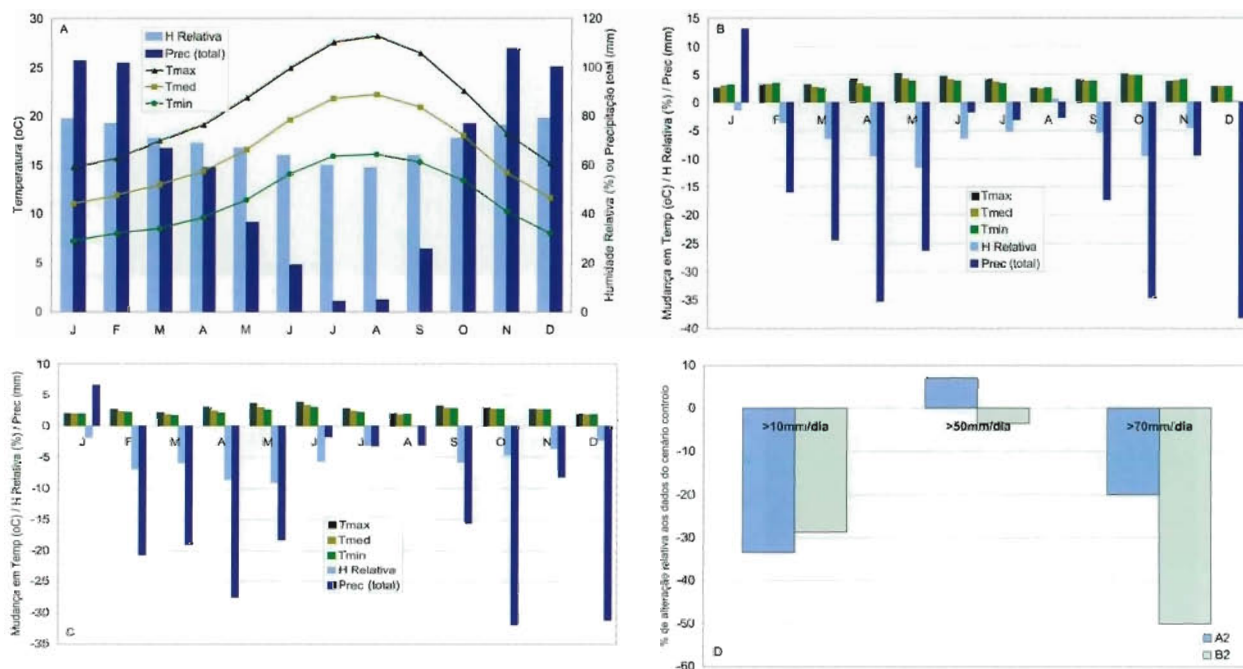 A
Temperatura (oC)
30
25
20
15
10
5
0
H Relativa
Prec (total)
Tmax
Tmed
Tmin
120
100
80
60
40
20
0
Humidade Relativa (%) ou Precipitação total (mm)
J F M A M J J A S O N D
B
Mudança em Temp (oC) / H Relativa (%) / Prec (mm)
15
10
5
0
-5
-10
-15
-20
-25
-30
-35
-40
J F M A M J J A S O N D
Tmax
Tmed
Tmin
H Relativa
Prec (total)
Mudança em Temp (oC) / H Relativa (%) / Prec (mm)
10
5
0
-5
-10
-15
-20
-25
-30
-35
J F M A M J J A S O N D
Tmax
Tmed
Tmin
H Relativa
Prec (total)
C
% de alteração relativa aos dados do cenário controlo
10
0
-10
-20
-30
-40
-50
-60
>10mm/dia >50mm/dia >70mm/dia
D
A2
B2